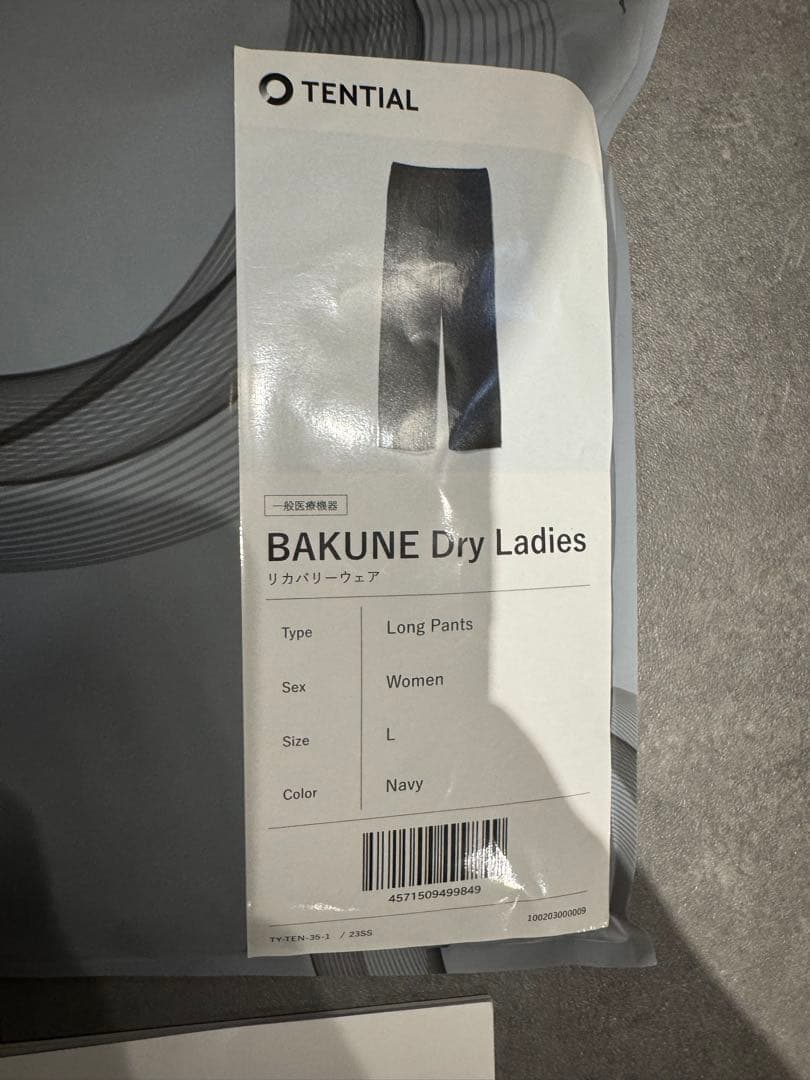 TENTIAL
一般医療機器
BAKUNE Dry Ladies
リカバリーウェア
Type Long Pants
Sex Women
Size L
Color Navy
4571509499849
TY-TEN-35-1 / 23SS
100203000009